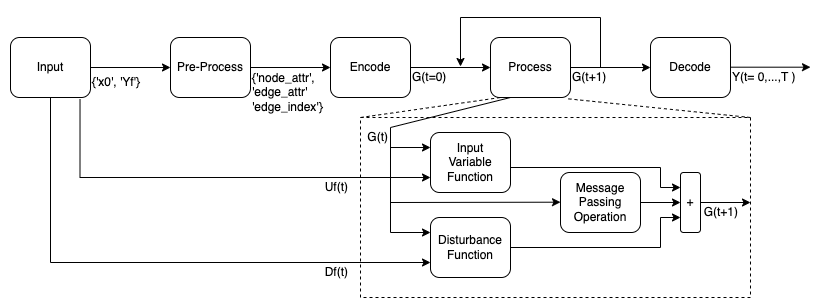 Input
{'x0', 'Yf'}
Pre-Process
{'node_attr',
'edge_attr'
'edge_index'}
Encode
G(t=0)
Process
G(t+1)
Decode
Y(t= 0,...,T )
G(t)
Input
Variable
Function
Uf(t)
Message
Passing
Operation
+
G(t+1)
Disturbance
Function
Df(t)